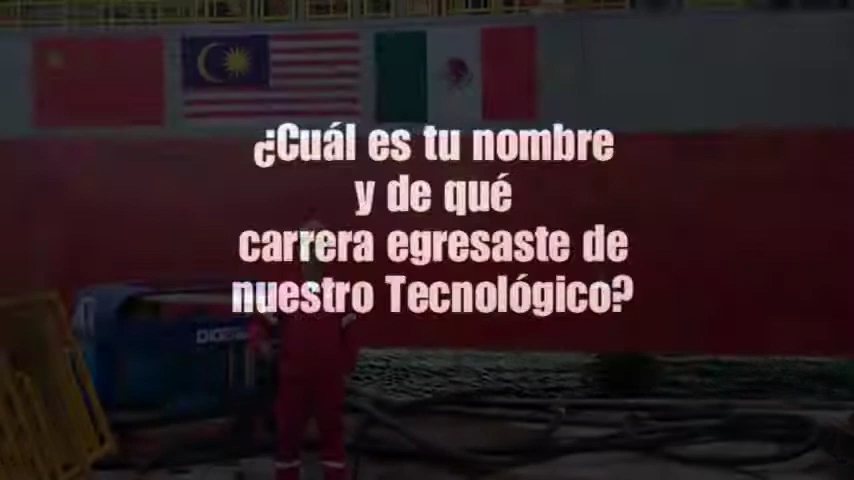 ¿Cuál es tu nombre
y de qué
carrera egresaste de
nuestro Tecnológico?